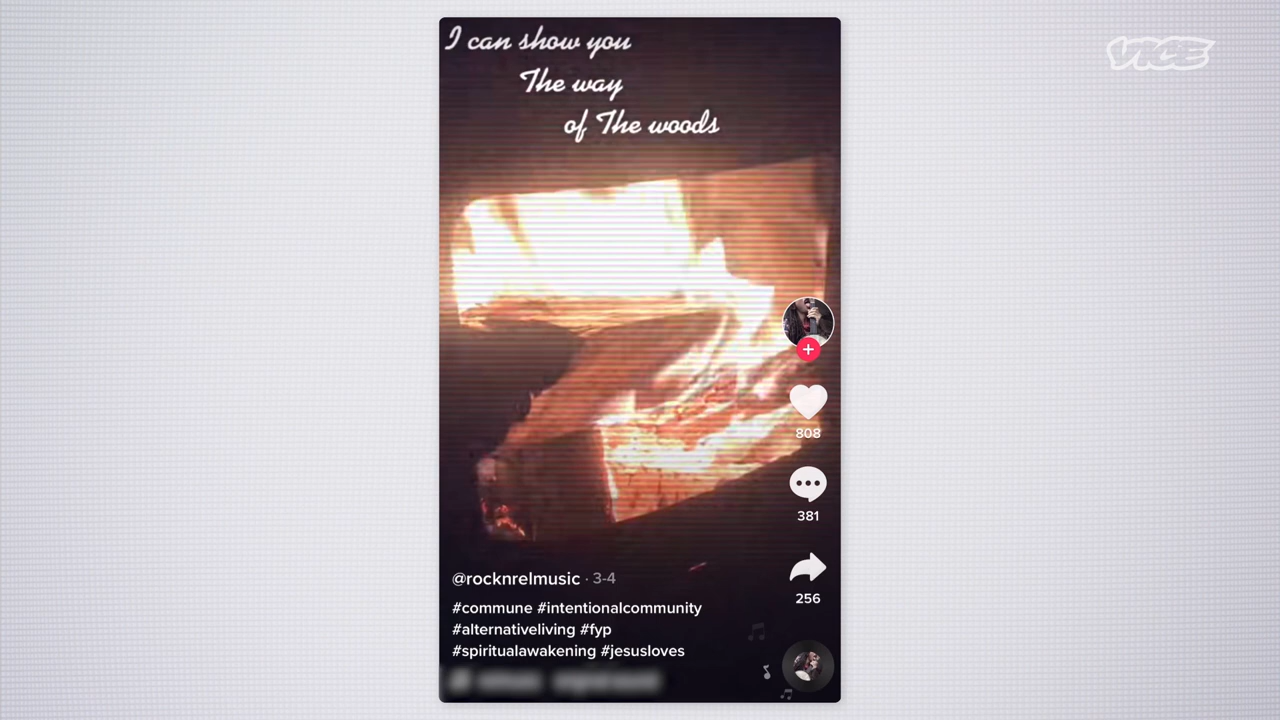 I can show you
The way
of The woods
VICE
808
381
256
@rocknrelmusic · 3-4
#commune #intentionalcommunity
#alternativeliving #fyp
#spiritualawakening #jesusloves